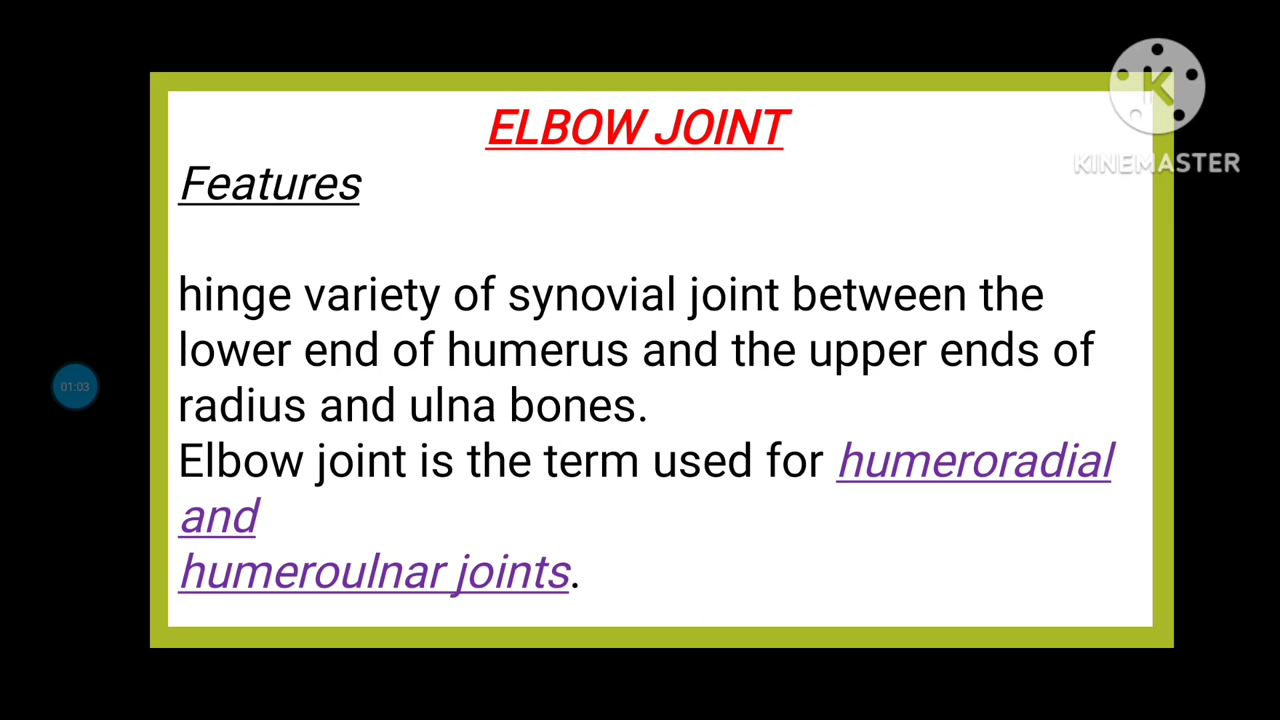 KINEMASTER
ELBOW JOINT
Features
hinge variety of synovial joint between the
lower end of humerus and the upper ends of
radius and ulna bones.
Elbow joint is the term used for humeroradial
and
humeroulnar joints.
01:03